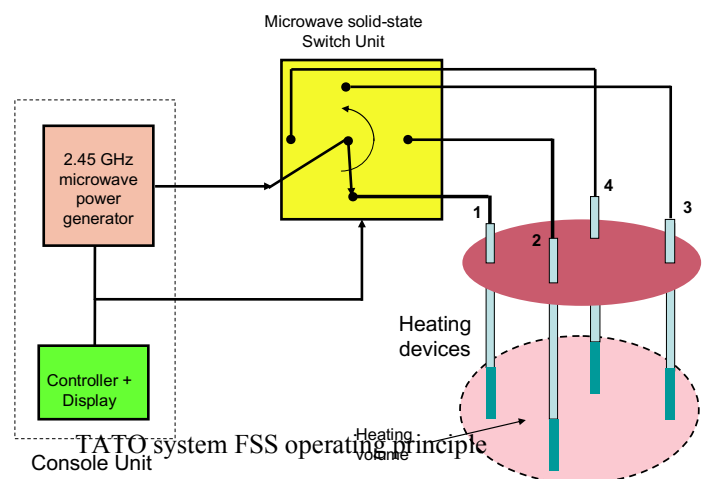 Microwave solid-state
Switch Unit
2.45 GHz
microwave
power
generator
4
1
3
2
Heating
devices
Controller +
Display
Heating
volume
TATO system FSS operating principle
Console Unit